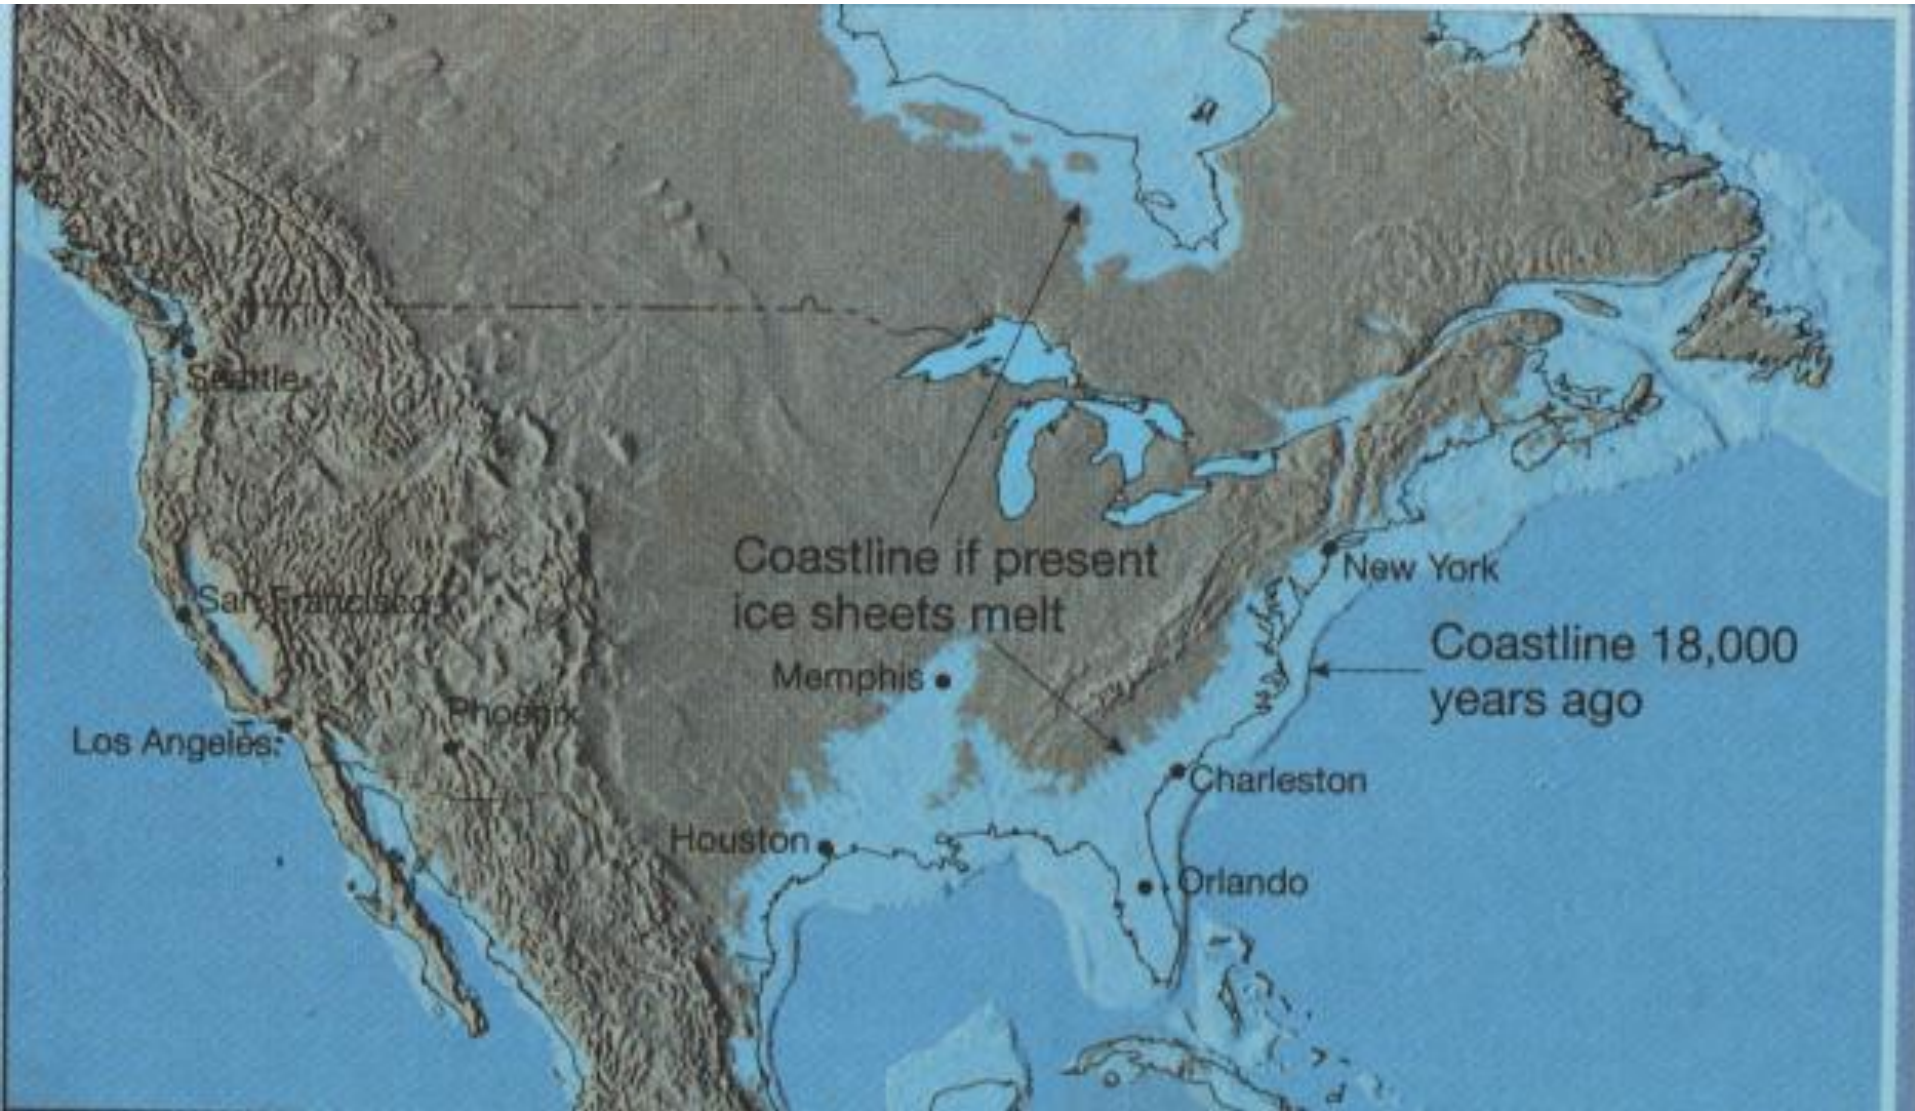 Seattle
Coastline if present
ice sheets melt
New York
San Francisco
Coastline 18,000
years ago
Memphis
Phoenix
Los Angeles
Charleston
Houston
Orlando